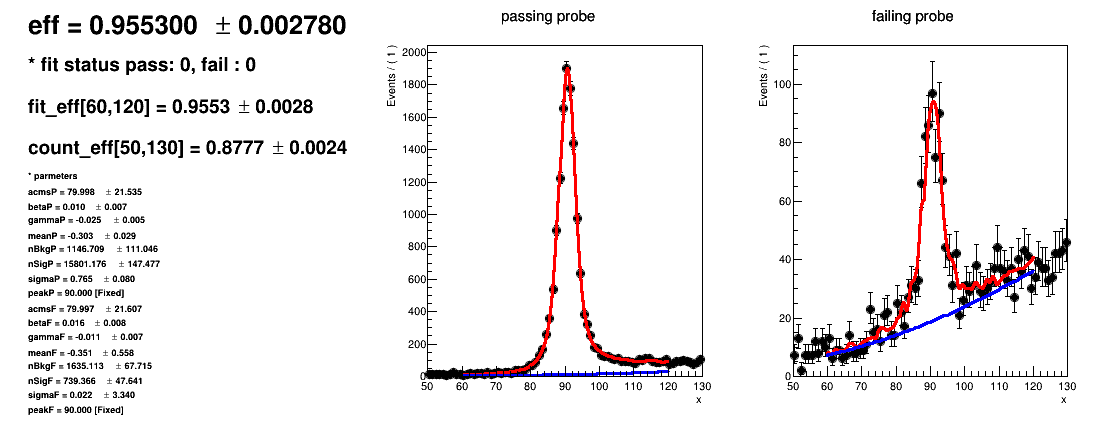 eff = 0.955300 ± 0.002780
* fit status pass: 0, fail : 0
fit_eff[60,120] = 0.9553 ± 0.0028
count_eff[50,130] = 0.8777 ± 0.0024
* parmeters
acmsP = 79.998 ± 21.535
betaP = 0.010 ± 0.007
gammaP = -0.025 ± 0.005
meanP = -0.303 ± 0.029
nBkgP = 1146.709 ± 111.046
nSigP = 15801.176 ± 147.477
sigmaP = 0.765 ± 0.080
peakP = 90.000 [Fixed]
acmsF = 79.997 ± 21.607
betaF = 0.016 ± 0.008
gammaF = -0.011 ± 0.007
meanF = -0.351 ± 0.558
nBkgF = 1635.113 ± 67.715
nSigF = 739.366 ± 47.641
sigmaF = 0.022 ± 3.340
peakF = 90.000 [Fixed]
passing probe
Events / ( 1 )
2000
1800
1600
1400
1200
1000
800
600
400
200
0
50 60 70 80 90 100 110 120 130
x
failing probe
Events / ( 1 )
100
80
60
40
20
0
50 60 70 80 90 100 110 120 130
x